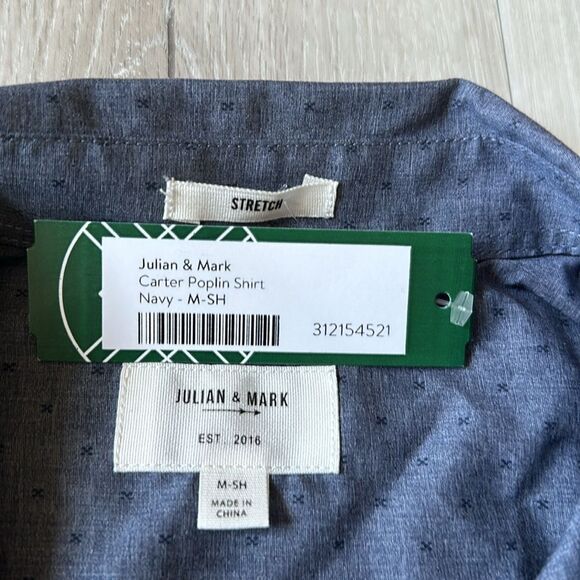 STRETCH
Julian & Mark
Carter Poplin Shirt
Navy - M-SH
312154521
JULIAN & MARK
EST. 2016
M-SH
MADE IN
CHINA